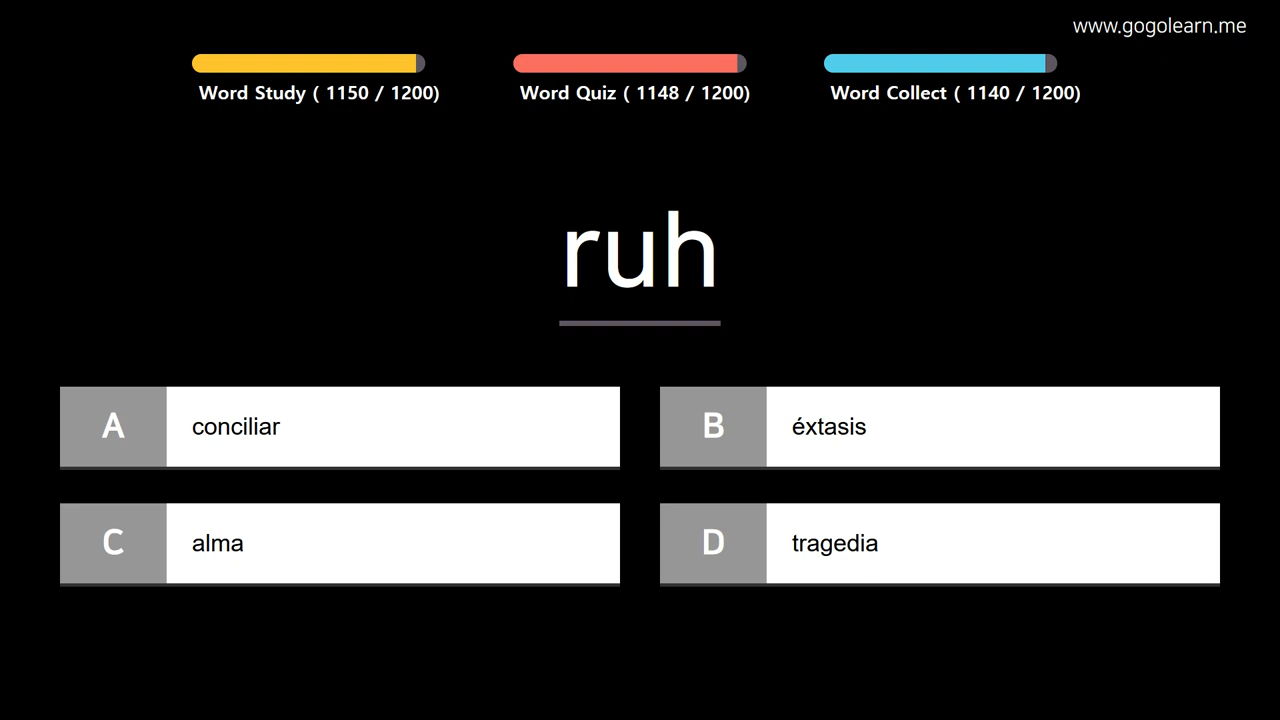 www.gogolearn.me
Word Study ( 1150 / 1200)
Word Quiz ( 1148 / 1200)
Word Collect ( 1140 / 1200)
ruh
A conciliar
B éxtasis
C alma
D tragedia